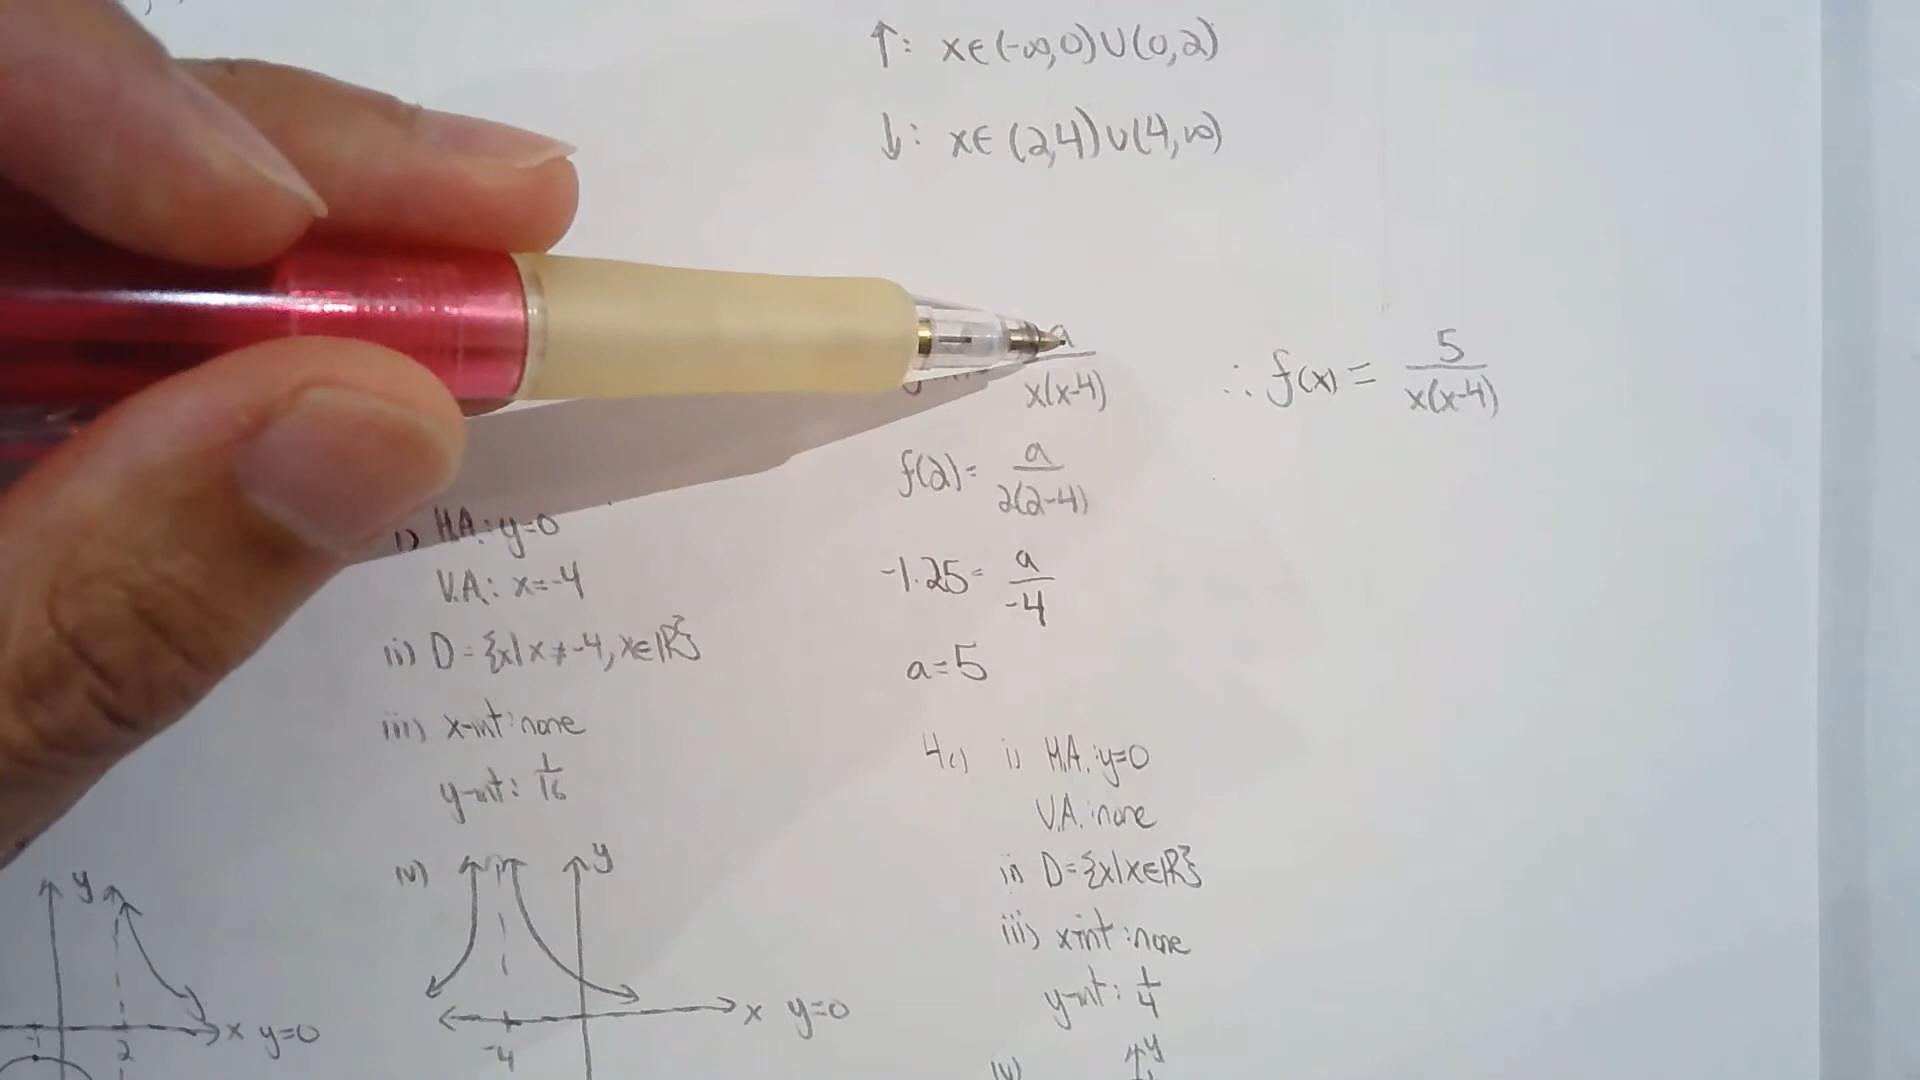 ↑: x∈(-∞,0)∪(0,2)
↓: x∈(2,4)∪(4,∞)
a
x(x-4)
∴ f(x) = 5/x(x-4)
f(2) = a/2(2-4)
-1.25 = a/-4
a = 5
i) H.A: y=0
V.A: x=-4
ii) D = {x|x≠-4, x∈ℝ}
iii) x-int: none
y-int: 1/16
iv)
y
x y=0
-4
y
x y=0
-1
2
4c) i) H.A.: y=0
V.A.: none
ii) D={x|x∈ℝ}
iii) x-int: none
y-int: 1/4
iv)
y